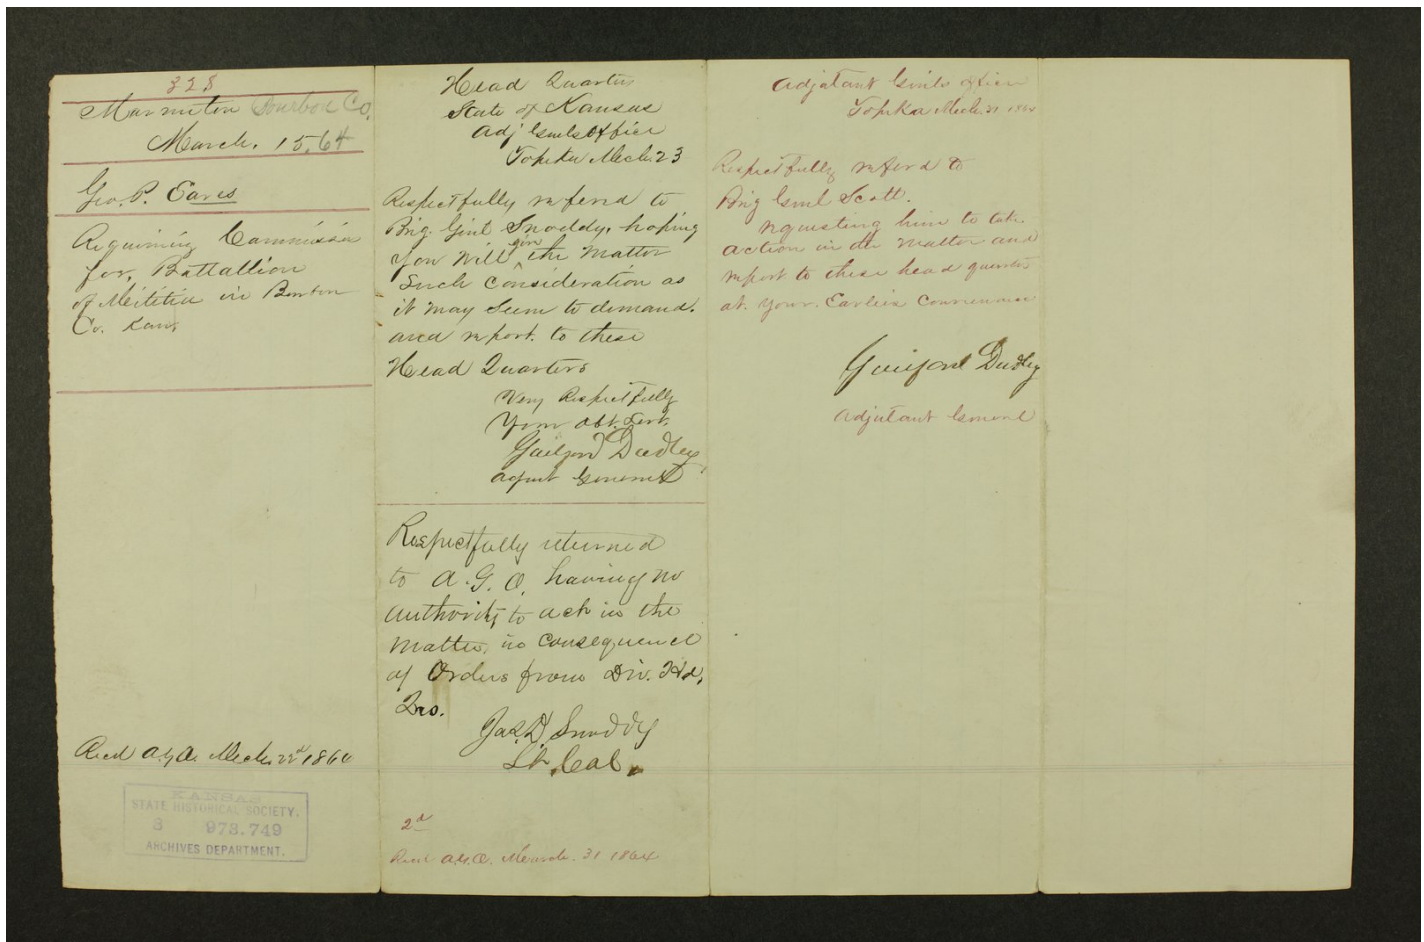 328
Marmiton Bourbon Co.
March. 15. 64
Geo. P. Eaves
Requiring Commission
for, Battallion
of Militia in Bourbon
Co. Kans,
Recd A.G.O. Mch. 22d 1864
KANSAS
STATE HISTORICAL SOCIETY.
3 973.749
ARCHIVES DEPARTMENT.
Head Quarters
State of Kansas
Adj Genls Office
Topeka Mch. 23
Respectfully referred to
Brig. Genl Snoddy, hoping
you will give the matter
Such Consideration as
it may Seem to demand.
and report to these
Head Quarters
Very Respectfully
Your Obt. Servt.
Guilford Dudley,
Adjut General
Respectfully returned
to A. G. O. having no
authority to act in the
matter, in consequence
of Orders from Div. Hd,
Qrs.
Jas. D Snoddy
Lt. Col.
2d
Recd A.G.O. March. 31 1864
Adjutant Genls office
Topeka Mch. 31 1864
Respectfully referd to
Brig Genl Scott.
requesting him to take
action in the matter and
report to these head quarters
at your. Earlies Convenience
Guilford Dudley
Adjutant General